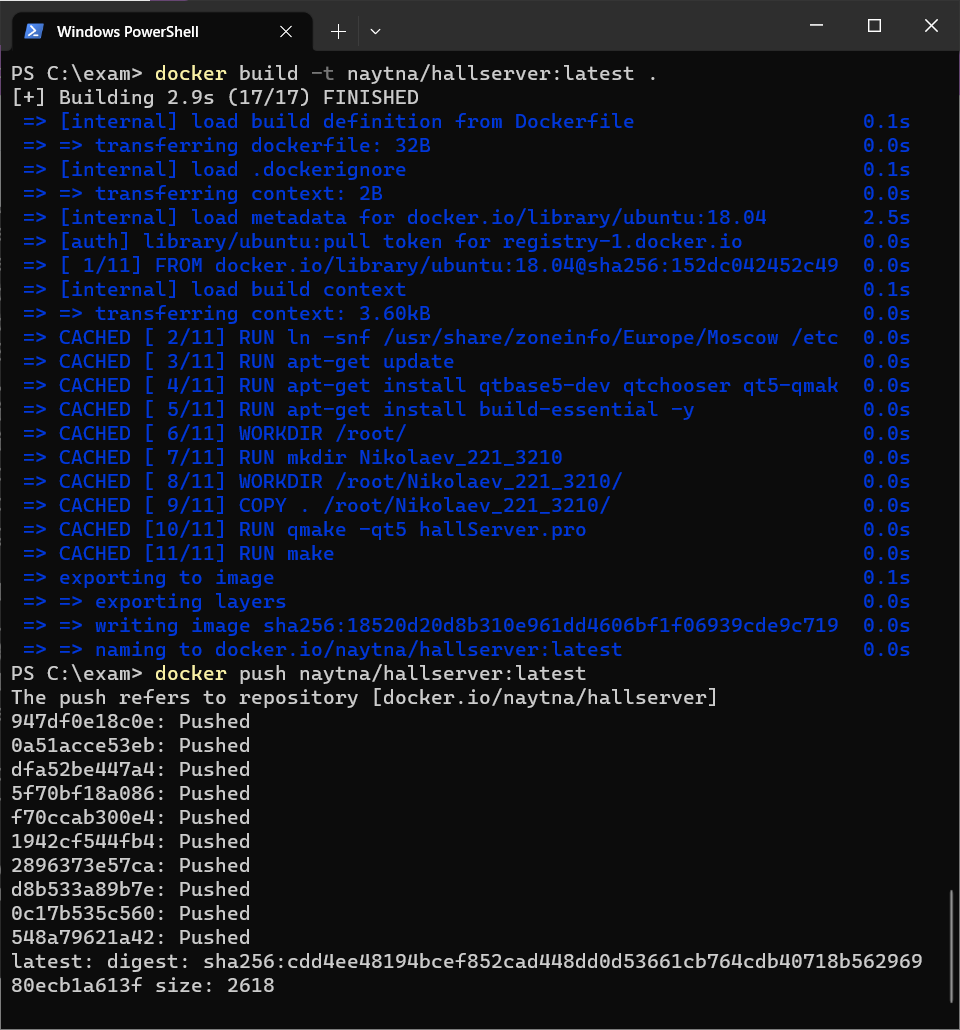 Windows PowerShell
PS C:\exam> docker build -t naytna/hallserver:latest .
[+] Building 2.9s (17/17) FINISHED
=> [internal] load build definition from Dockerfile 0.1s
=> => transferring dockerfile: 32B 0.0s
=> [internal] load .dockerignore 0.1s
=> => transferring context: 2B 0.0s
=> [internal] load metadata for docker.io/library/ubuntu:18.04 2.5s
=> [auth] library/ubuntu:pull token for registry-1.docker.io 0.0s
=> [ 1/11] FROM docker.io/library/ubuntu:18.04@sha256:152dc042452c49 0.0s
=> [internal] load build context 0.1s
=> => transferring context: 3.60kB 0.0s
=> CACHED [ 2/11] RUN ln -snf /usr/share/zoneinfo/Europe/Moscow /etc 0.0s
=> CACHED [ 3/11] RUN apt-get update 0.0s
=> CACHED [ 4/11] RUN apt-get install qtbase5-dev qtchooser qt5-qmak 0.0s
=> CACHED [ 5/11] RUN apt-get install build-essential -y 0.0s
=> CACHED [ 6/11] WORKDIR /root/ 0.0s
=> CACHED [ 7/11] RUN mkdir Nikolaev_221_3210 0.0s
=> CACHED [ 8/11] WORKDIR /root/Nikolaev_221_3210/ 0.0s
=> CACHED [ 9/11] COPY . /root/Nikolaev_221_3210/ 0.0s
=> CACHED [10/11] RUN qmake -qt5 hallServer.pro 0.0s
=> CACHED [11/11] RUN make 0.0s
=> exporting to image 0.1s
=> => exporting layers 0.0s
=> => writing image sha256:18520d20d8b310e961dd4606bf1f06939cde9c719 0.0s
=> => naming to docker.io/naytna/hallserver:latest 0.0s
PS C:\exam> docker push naytna/hallserver:latest
The push refers to repository [docker.io/naytna/hallserver]
947df0e18c0e: Pushed
0a51acce53eb: Pushed
dfa52be447a4: Pushed
5f70bf18a086: Pushed
f70ccab300e4: Pushed
1942cf544fb4: Pushed
2896373e57ca: Pushed
d8b533a89b7e: Pushed
0c17b535c560: Pushed
548a79621a42: Pushed
latest: digest: sha256:cdd4ee48194bcef852cad448dd0d53661cb764cdb40718b562969
80ecb1a613f size: 2618